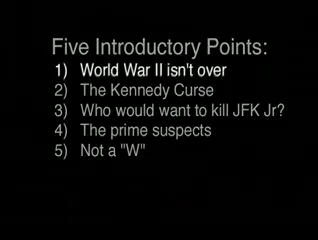 Five Introductory Points:
1) World War II isn't over
2) The Kennedy Curse
3) Who would want to kill JFK Jr?
4) The prime suspects
5) Not a "W"